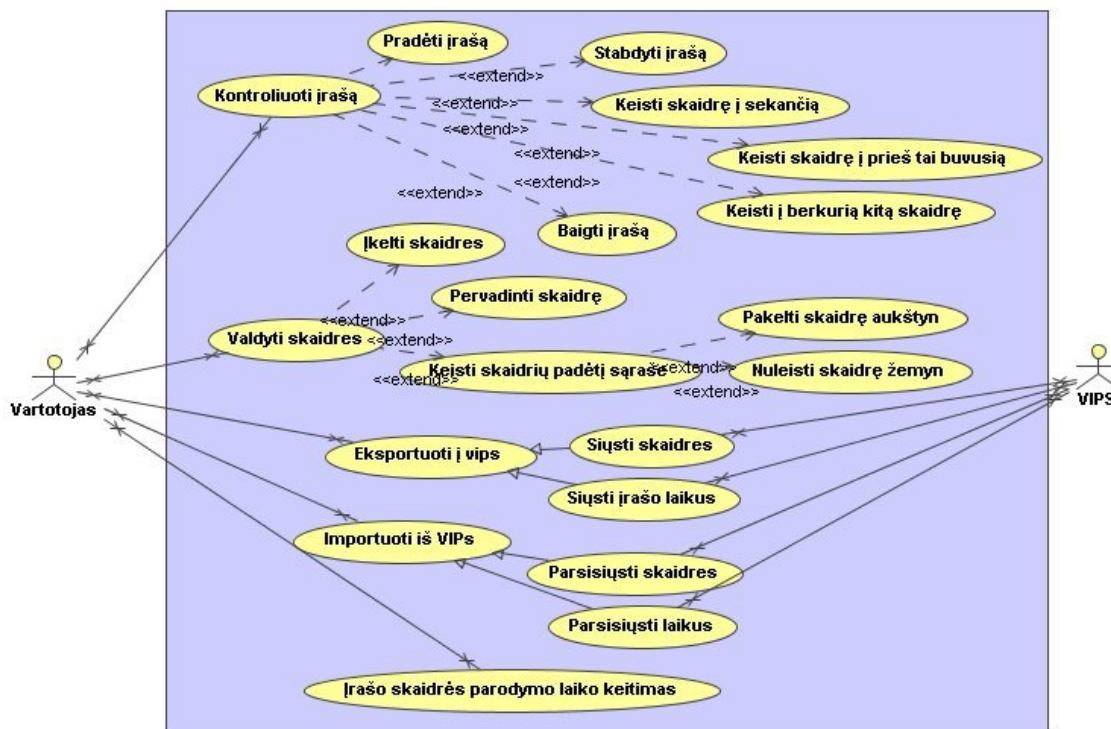 Pradėti įrašą
Stabdyti įrašą
<<extend>>
Kontroliuoti įrašą
<<extend>>
Keisti skaidrę į sekančią
<<extend>>
<<extend>>
Keisti skaidrę į prieš tai buvusią
<<extend>>
<<extend>>
Keisti į berkurią kitą skaidrę
Baigti įrašą
Įkelti skaidres
Pervadinti skaidrę
<<extend>>
Pakelti skaidrę aukštyn
Valdyti skaidres
<<extend>>
Keisti skaidrių padėtį sąraše
<<extend>>
<<extend>>
Nuleisti skaidrę žemyn
<<extend>>
Vartotojas
VIPS
Siųsti skaidres
Eksportuoti į vips
Siųsti įrašo laikus
Importuoti iš VIPs
Parsisiųsti skaidres
Parsisiųsti laikus
Įrašo skaidrės parodymo laiko keitimas